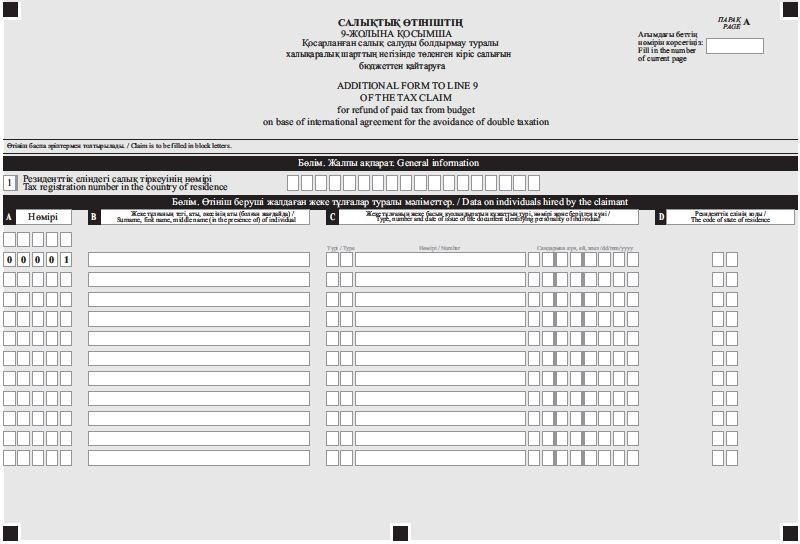 САЛЫҚТЫҚ ӨТІНІШТІҢ
9-ЖОЛЫНА ҚОСЫМША
Қосарланған салық салуды болдырмау туралы
халықаралық шарттың негізінде төленген кіріс салығын
бюджеттен қайтаруға
ADDITIONAL FORM TO LINE 9
OF THE TAX CLAIM
for refund of paid tax from budget
on base of international agreement for the avoidance of double taxation
ПАРАҚ
PAGE A
Ағымдағы беттің
нөмірін көрсетіңіз:
Fill in the number
of current page
Өтініш баспа әріптермен толтырылады. / Claim is to be filled in block letters.
Бөлім. Жалпы ақпарат. General information
1 Резиденттік еліндегі салық тіркеуінің нөмірі
Tax registration number in the country of residence
Бөлім. Өтініш беруші жалдаған жеке тұлғалар туралы мәліметтер. / Data on individuals hired by the claimant
A Нөмірі
B Жеке тұлғаның тегі, аты, әкесінің аты (болған жағдайда) /
Surname, first name, middle name (in the presence of) of individual
C Жеке тұлғаның жеке басын куәландыратын құжаттың түрі, нөмірі және берілген күні /
Type, number and date of issue of the document identifying personality of individual
D Резиденттік елінің коды /
The code of state of residence
Түрі / Type
Нөмірі / Number
/dd/mm/yyyy
0 0 0 0 1